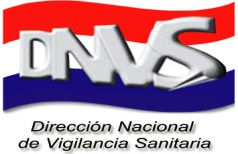 DNVS
Dirección Nacional
de Vigilancia Sanitaria